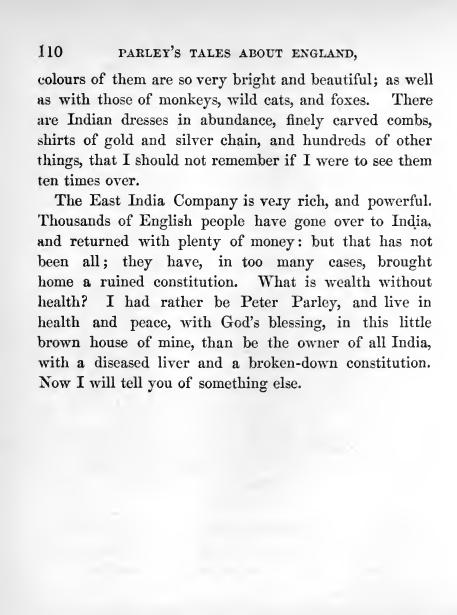 110 PARLEY'S TALES ABOUT ENGLAND,
colours of them are so very bright and beautiful; as well
as with those of monkeys, wild cats, and foxes. There
are Indian dresses in abundance, finely carved combs,
shirts of gold and silver chain, and hundreds of other
things, that I should not remember if I were to see them
ten times over.
The East India Company is very rich, and powerful.
Thousands of English people have gone over to India,
and returned with plenty of money: but that has not
been all; they have, in too many cases, brought
home a ruined constitution. What is wealth without
health? I had rather be Peter Parley, and live in
health and peace, with God's blessing, in this little
brown house of mine, than be the owner of all India,
with a diseased liver and a broken-down constitution.
Now I will tell you of something else.